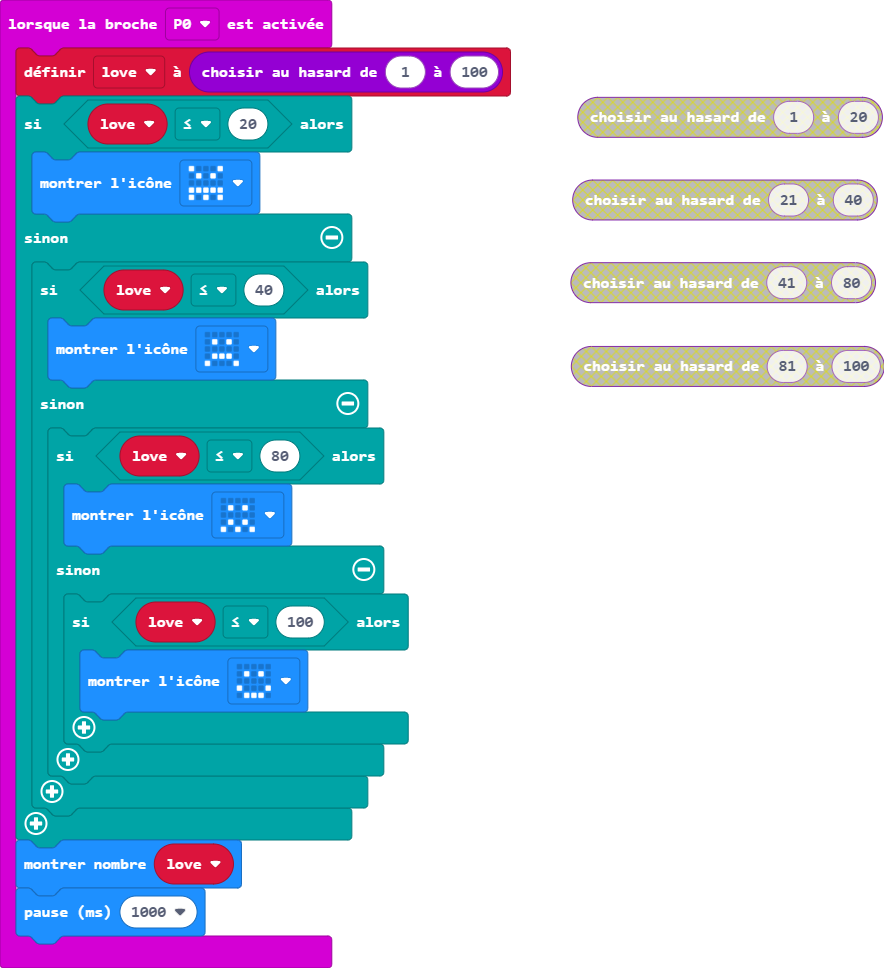 lorsque la broche P0 est activée
définir love à choisir au hasard de 1 à 100
si love ≤ 20 alors
montrer l'icône
sinon
si love ≤ 40 alors
montrer l'icône
sinon
si love ≤ 80 alors
montrer l'icône
sinon
si love ≤ 100 alors
montrer l'icône
montrer nombre love
pause (ms) 1000
choisir au hasard de 1 à 20
choisir au hasard de 21 à 40
choisir au hasard de 41 à 80
choisir au hasard de 81 à 100